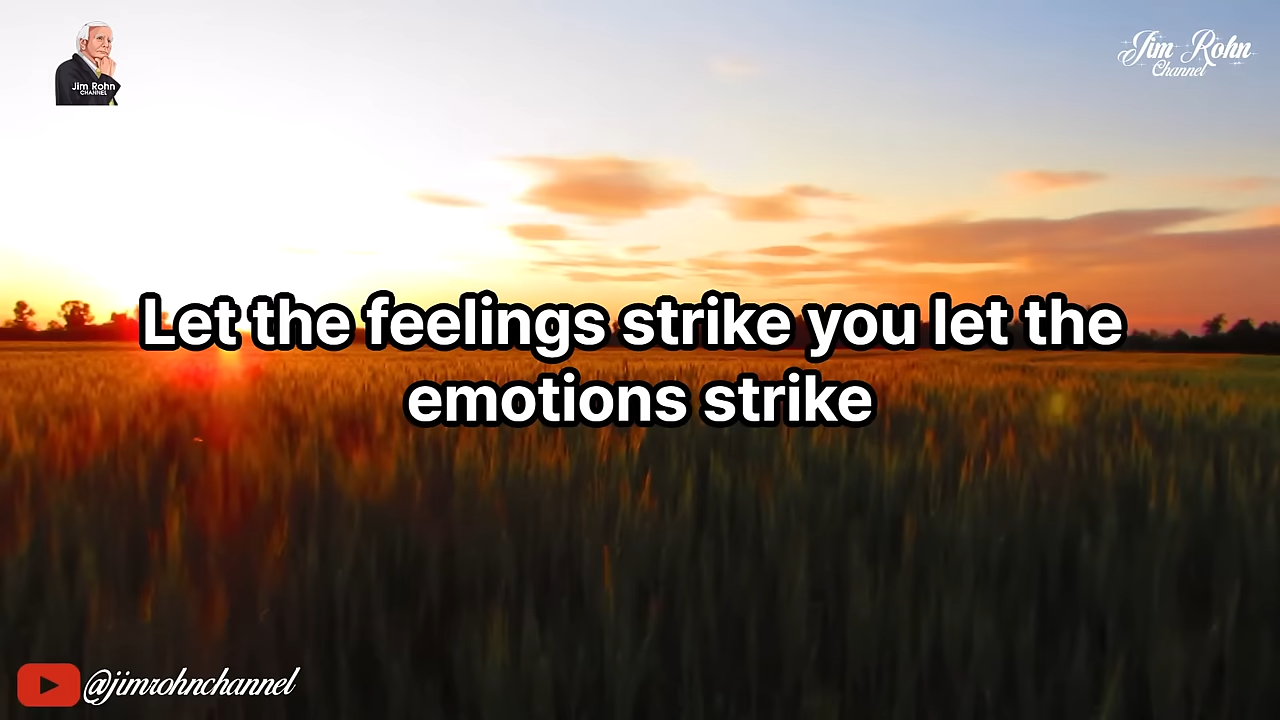 Jim Rohn
CHANNEL
Jim Rohn
Channel
Let the feelings strike you let the
emotions strike
@jimrohnchannel